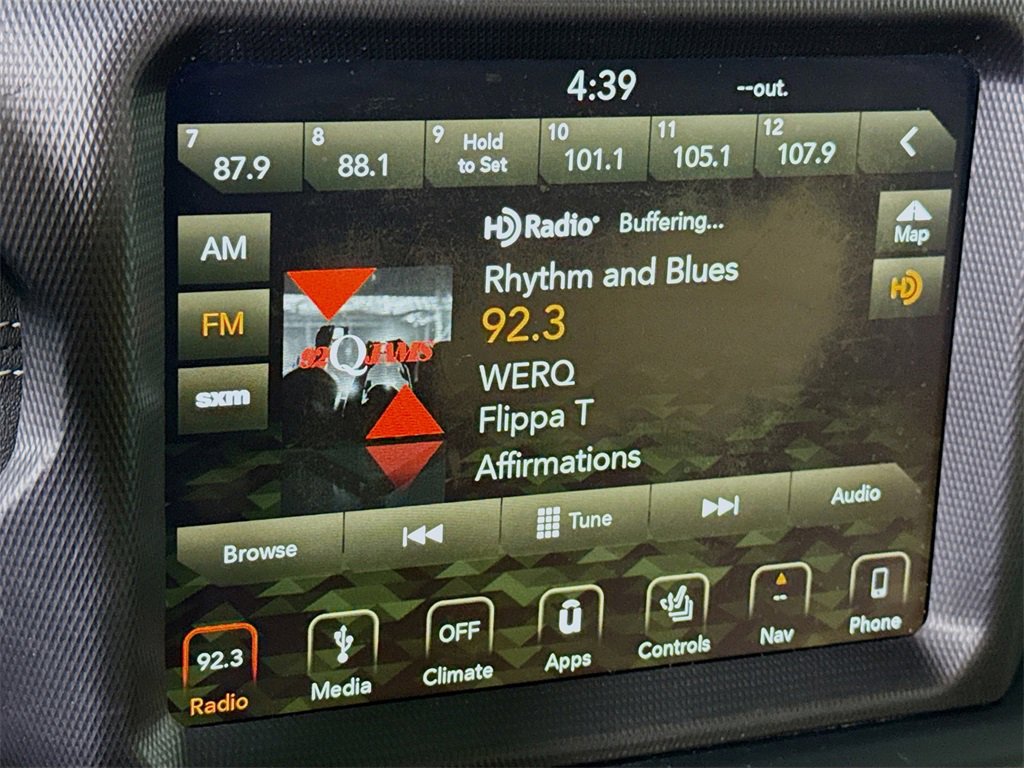 4:39
--out.
7 87.9
8 88.1
9 Hold to Set
10 101.1
11 105.1
12 107.9
AM
FM
sxm
92QJAMS
HD Radio Buffering...
Rhythm and Blues
92.3
WERQ
Flippa T
Affirmations
Map
HD
Browse
Tune
Audio
92.3
Radio
Media
OFF
Climate
u
Apps
Controls
--
Nav
Phone